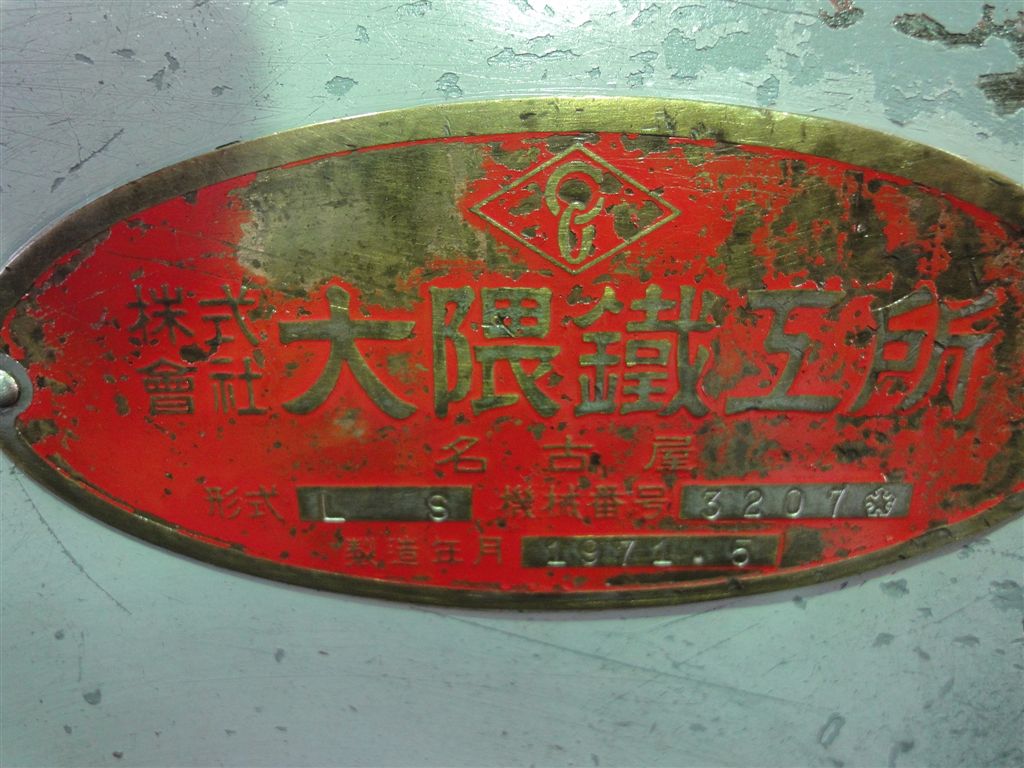 株式會社 大隈鐵工所
名古屋
形式 LS 機械番号 3207
製造年月 1971.5